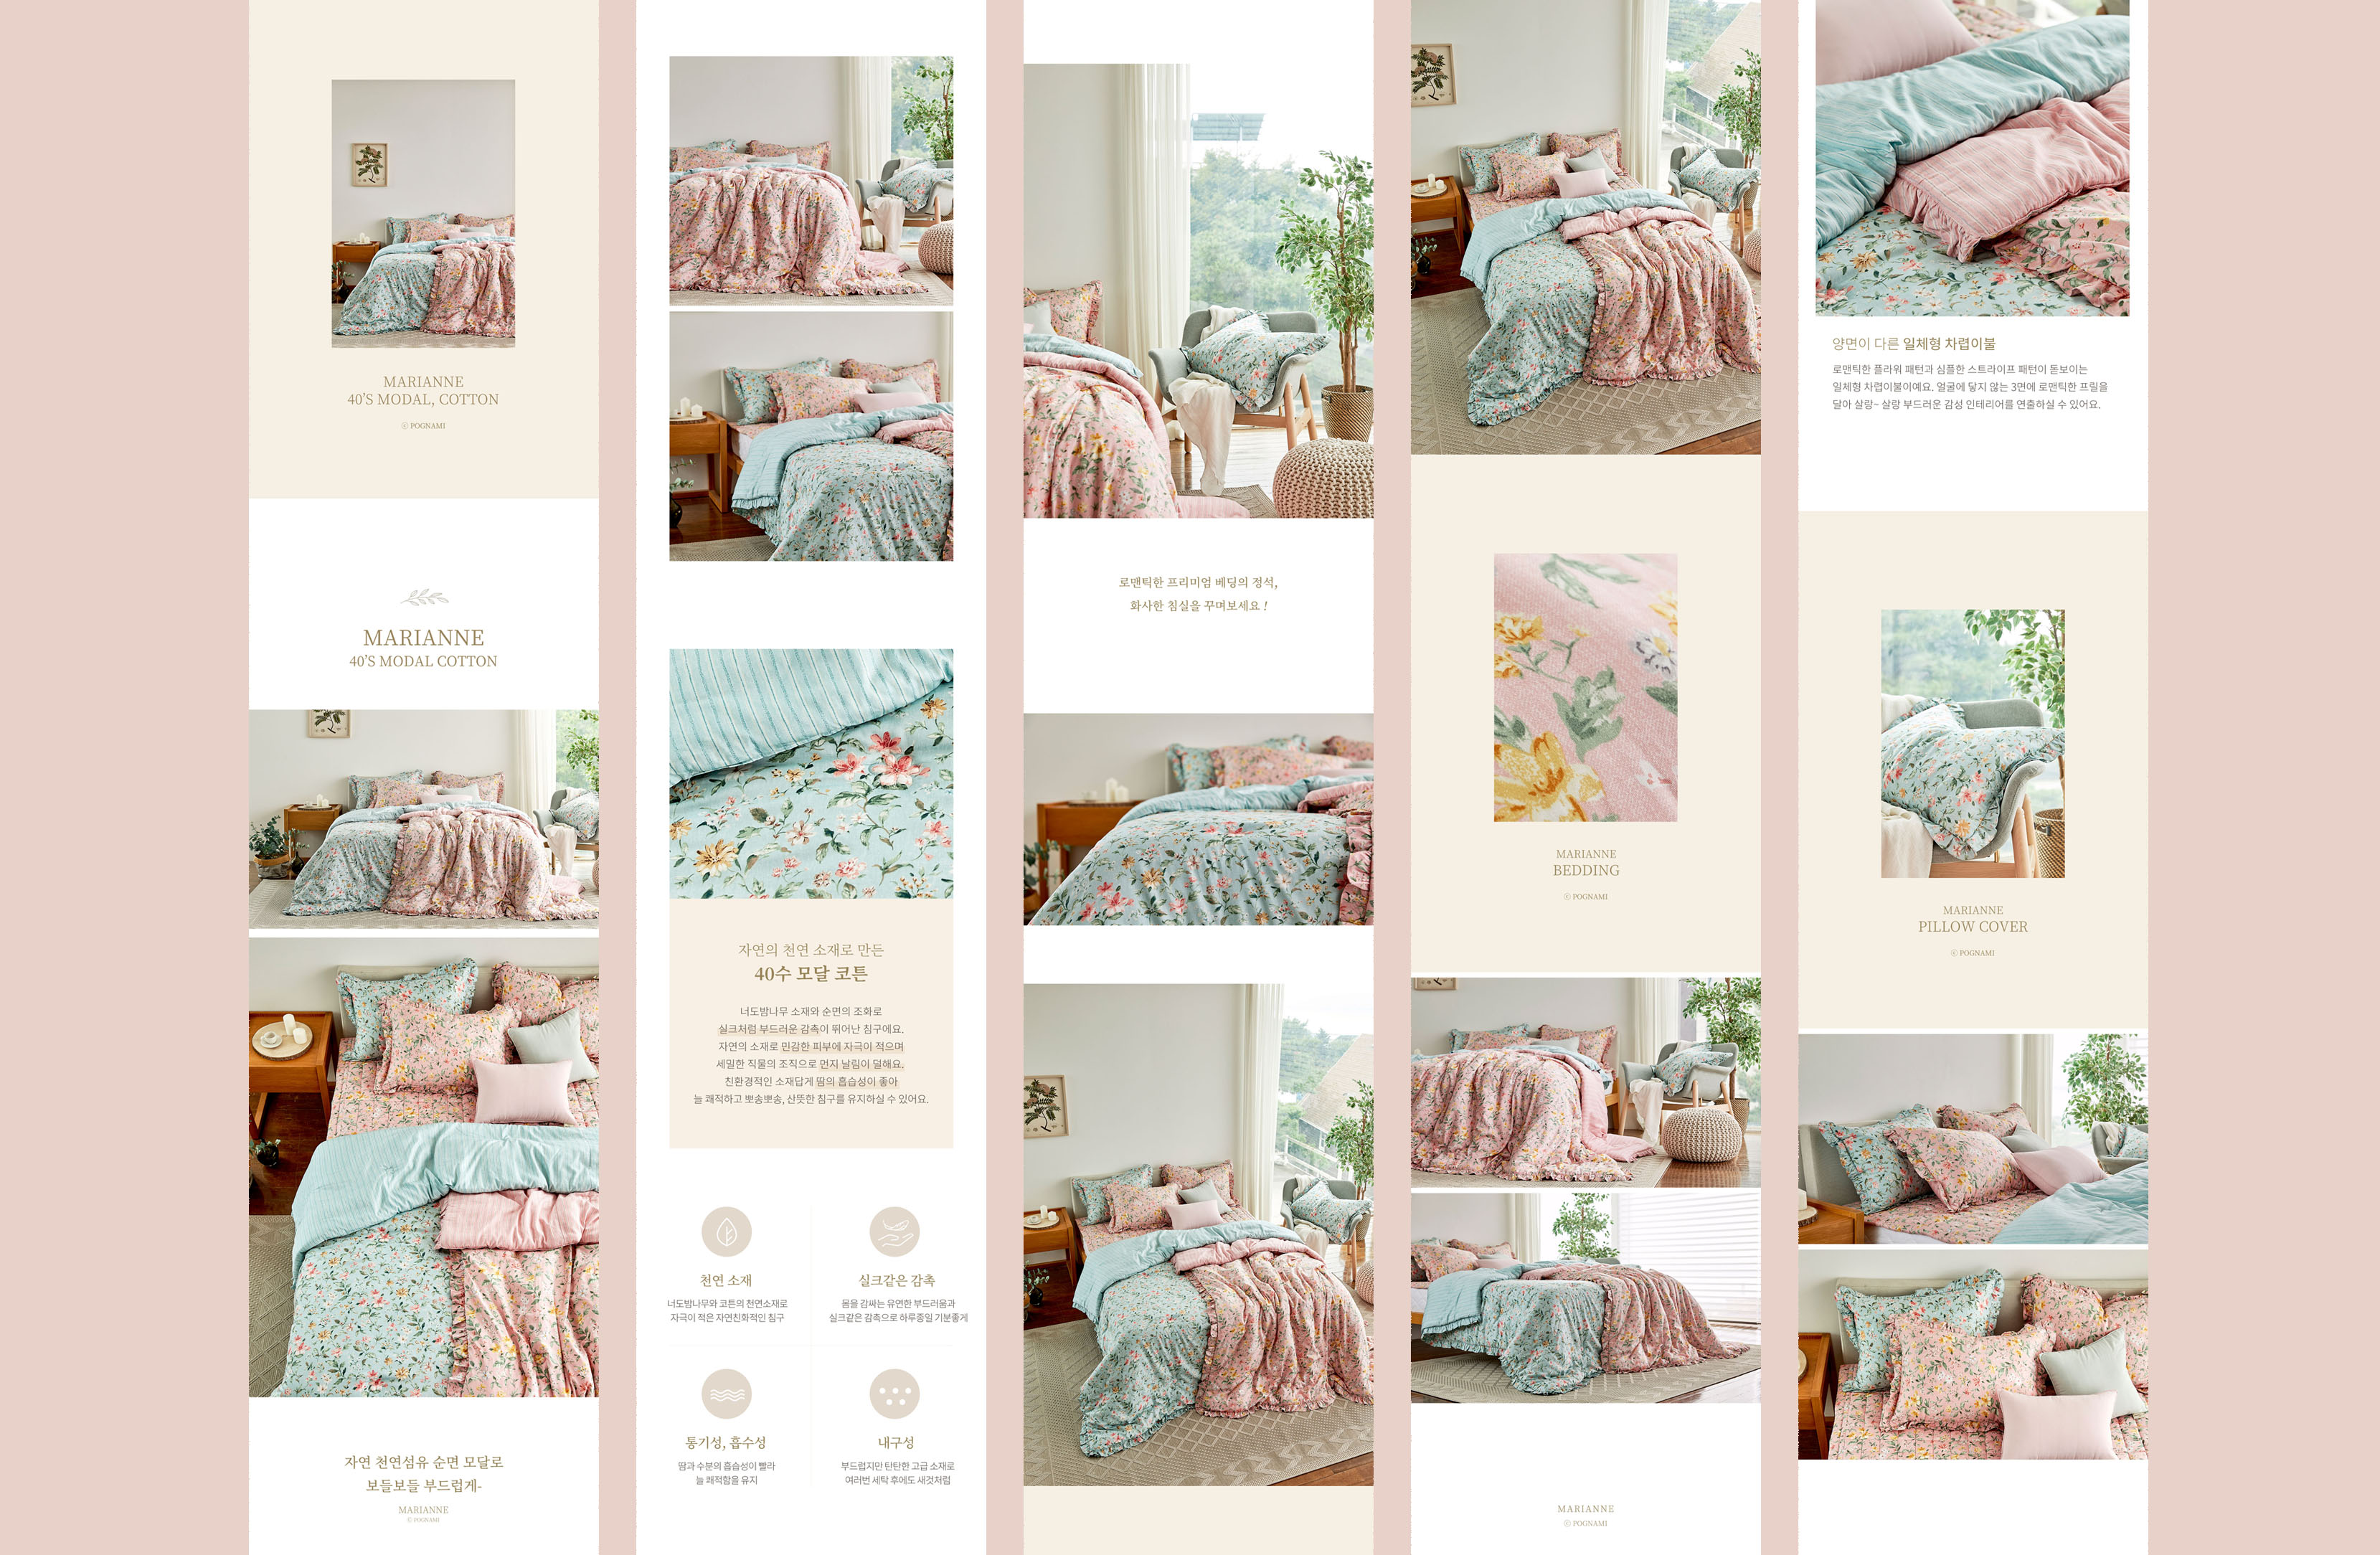 MARIANNE
40'S MODAL, COTTON
ⓒ POGNAMI
MARIANNE
40'S MODAL COTTON
자연 천연섬유 순면 모달로
보들보들 부드럽게-
MARIANNE
ⓒ POGNAMI
자연의 천연 소재로 만든
40수 모달 코튼
너도밤나무 소재와 순면의 조화로
실크처럼 부드러운 감촉이 뛰어난 침구에요.
자연의 소재로 민감한 피부에 자극이 적으며
세밀한 직물의 조직으로 먼지 날림이 덜해요.
친환경적인 소재답게 땀의 흡습성이 좋아
늘 쾌적하고 뽀송뽀송, 산뜻한 침구를 유지하실 수 있어요.
천연 소재
너도밤나무와 코튼의 천연소재로
자극이 적은 자연친화적인 침구
실크같은 감촉
몸을 감싸는 유연한 부드러움과
실크같은 감촉으로 하루종일 기분좋게
통기성, 흡수성
땀과 수분의 흡습성이 빨라
늘 쾌적함을 유지
내구성
부드럽지만 탄탄한 고급 소재로
여러번 세탁 후에도 새것처럼
로맨틱한 프리미엄 베딩의 정석,
화사한 침실을 꾸며보세요 !
MARIANNE
BEDDING
ⓒ POGNAMI
MARIANNE
ⓒ POGNAMI
양면이 다른 일체형 차렵이불
로맨틱한 플라워 패턴과 심플한 스트라이프 패턴이 돋보이는
일체형 차렵이불이예요. 얼굴에 닿지 않는 3면에 로맨틱한 프릴을
달아 살랑~ 살랑 부드러운 감성 인테리어를 연출하실 수 있어요.
MARIANNE
PILLOW COVER
ⓒ POGNAMI